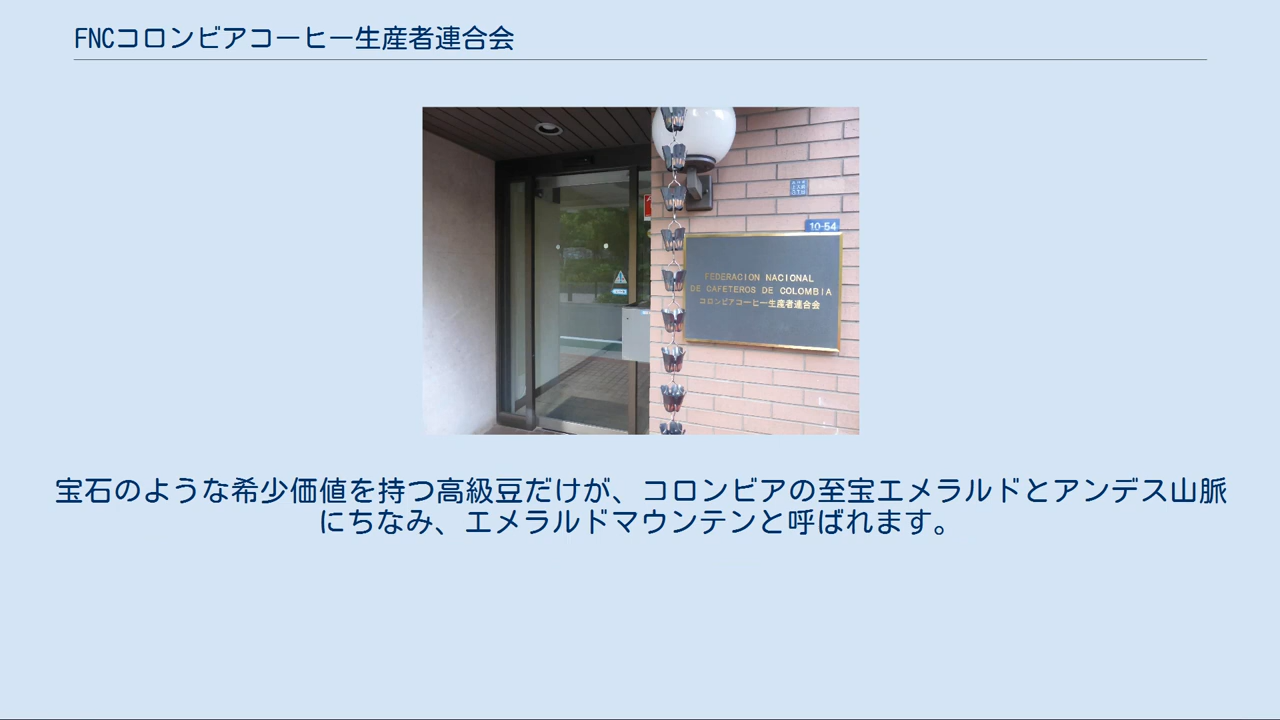 FNCコロンビアコーヒー生産者連合会
10-54
FEDERACION NACIONAL
DE CAFETEROS DE COLOMBIA
コロンビアコーヒー生産者連合会
宝石のような希少価値を持つ高級豆だけが、コロンビアの至宝エメラルドとアンデス山脈
にちなみ、エメラルドマウンテンと呼ばれます。